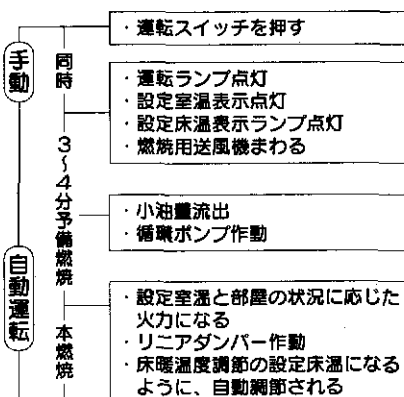 手動
自動運転
同時
3〜4分予備燃焼
本燃焼
・運転スイッチを押す
・運転ランプ点灯
・設定室温表示点灯
・設定床温表示ランプ点灯
・燃焼用送風機まわる
・小油量流出
・循環ポンプ作動
・設定室温と部屋の状況に応じた
火力になる
・リニアダンパー作動
・床暖温度調節の設定床温になる
ように、自動調節される